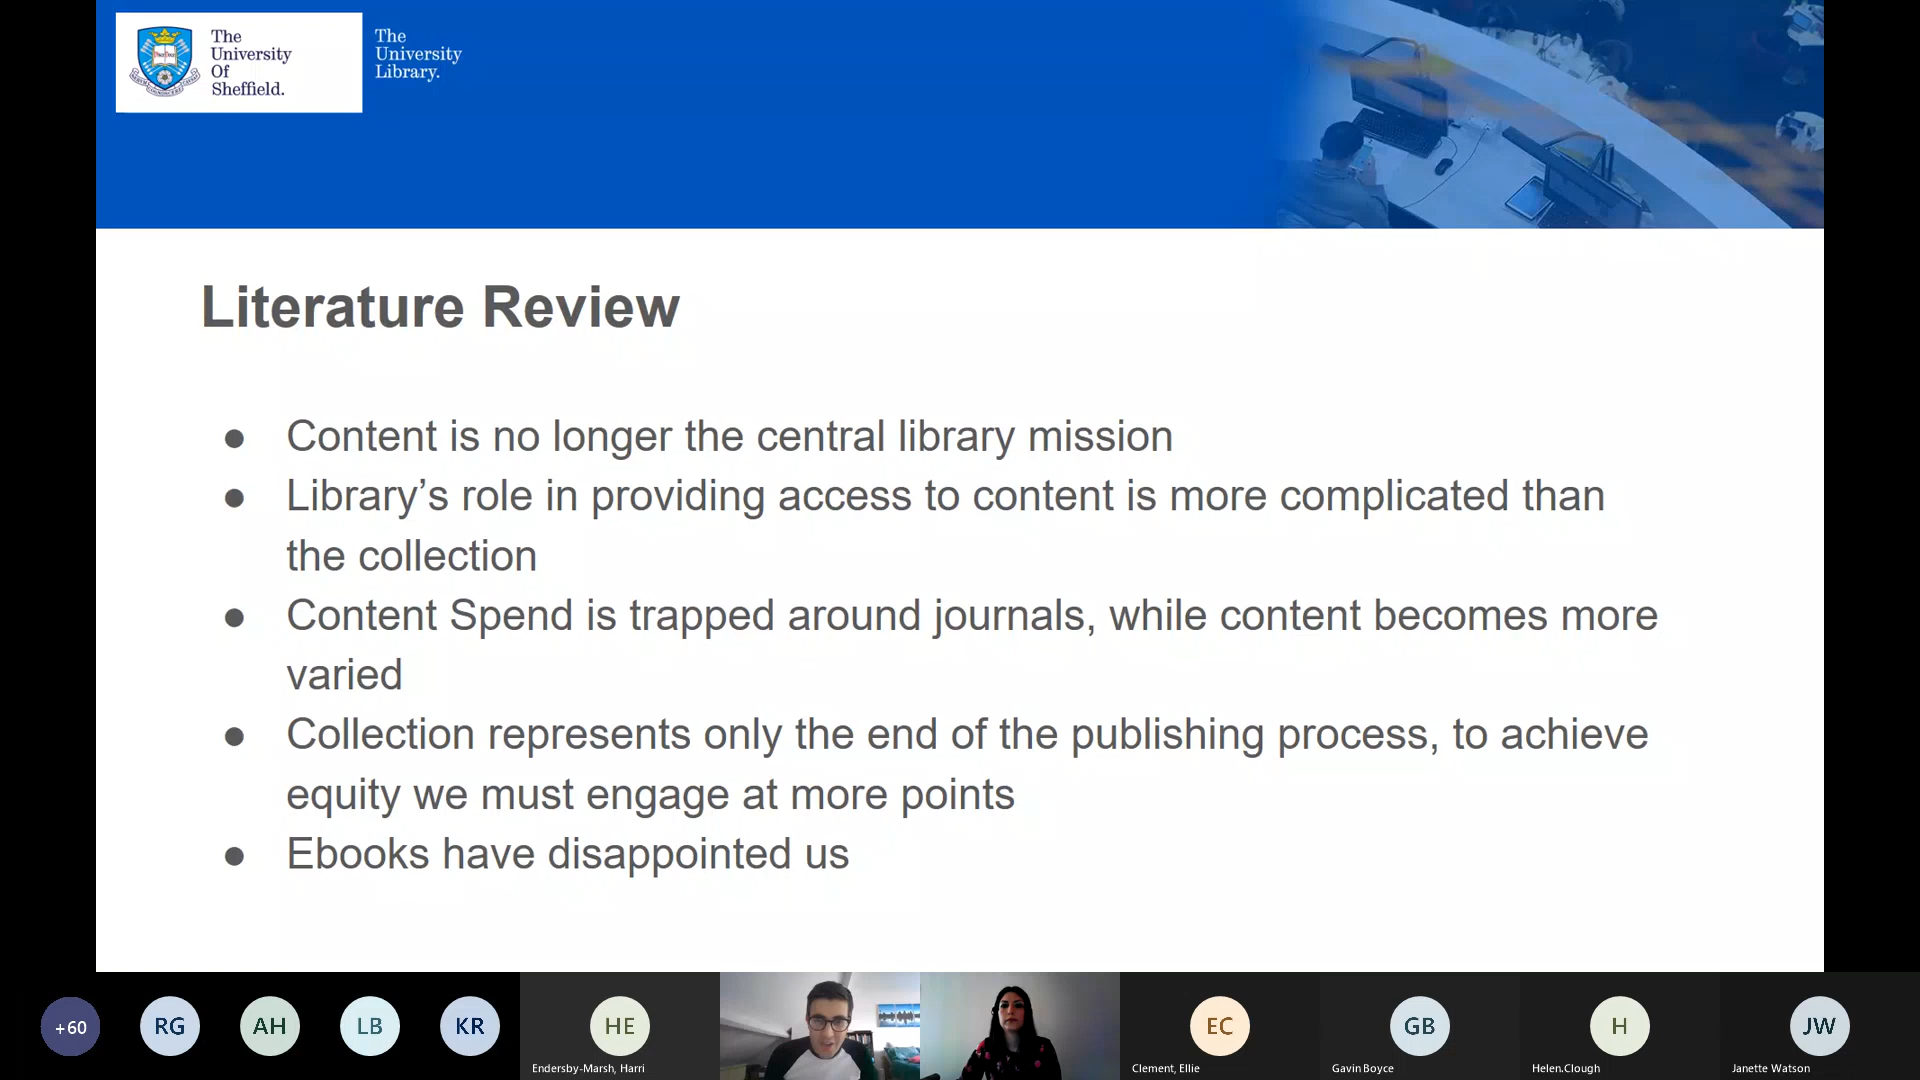 The
University
Of
Sheffield.
The
University
Library.
Literature Review
● Content is no longer the central library mission
● Library’s role in providing access to content is more complicated than
the collection
● Content Spend is trapped around journals, while content becomes more
varied
● Collection represents only the end of the publishing process, to achieve
equity we must engage at more points
● Ebooks have disappointed us
+60
RG
AH
LB
KR
HE
Endersby-Marsh, Harri
EC
Clement, Ellie
GB
Gavin Boyce
H
Helen.Clough
JW
Janette Watson